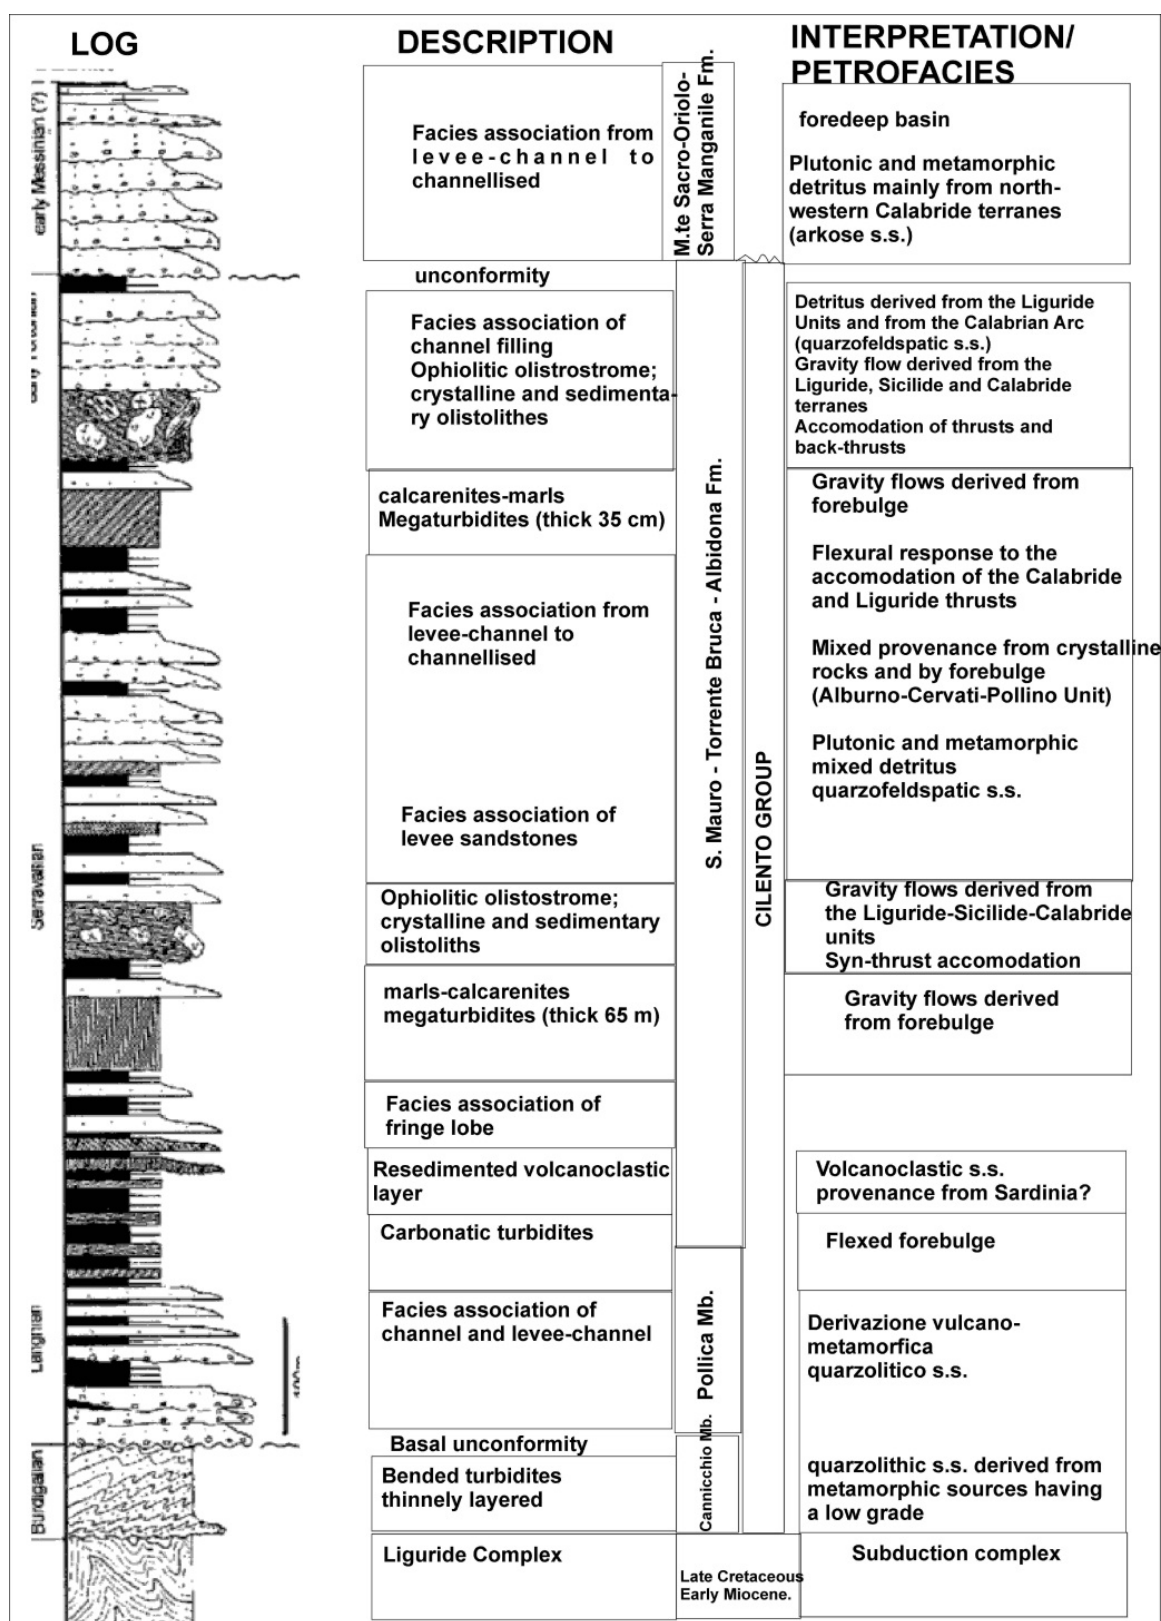 LOG
DESCRIPTION
INTERPRETATION/
PETROFACIES
early Messinian (?)
Serravallian
Langhian
Burdigalian
100m
Facies association from
levee-channel to
channellised
unconformity
Facies association of
channel filling
Ophiolitic olistrostrome;
crystalline and sedimenta-
ry olistolithes
calcarenites-marls
Megaturbidites (thick 35 cm)
Facies association from
levee-channel to
channellised
Facies association of
levee sandstones
Ophiolitic olistostrome;
crystalline and sedimentary
olistoliths
marls-calcarenites
megaturbidites (thick 65 m)
Facies association of
fringe lobe
Resedimented volcanoclastic
layer
Carbonatic turbidites
Facies association of
channel and levee-channel
Basal unconformity
Bended turbidites
thinnely layered
Liguride Complex
M.te Sacro-Oriolo-
Serra Manganile Fm.
S. Mauro - Torrente Bruca - Albidona Fm.
CILENTO GROUP
Pollica Mb.
Cannicchio Mb.
Late Cretaceous
Early Miocene.
foredeep basin
Plutonic and metamorphic
detritus mainly from north-
western Calabride terranes
(arkose s.s.)
Detritus derived from the Liguride
Units and from the Calabrian Arc
(quarzofeldspatic s.s.)
Gravity flow derived from the
Liguride, Sicilide and Calabride
terranes
Accomodation of thrusts and
back-thrusts
Gravity flows derived from
forebulge
Flexural response to the
accomodation of the Calabride
and Liguride thrusts
Mixed provenance from crystalline
rocks and by forebulge
(Alburno-Cervati-Pollino Unit)
Plutonic and metamorphic
mixed detritus
quarzofeldspatic s.s.
Gravity flows derived from
the Liguride-Sicilide-Calabride
units
Syn-thrust accomodation
Gravity flows derived
from forebulge
Volcanoclastic s.s.
provenance from Sardinia?
Flexed forebulge
Derivazione vulcano-
metamorfica
quarzolitico s.s.
quarzolithic s.s. derived from
metamorphic sources having
a low grade
Subduction complex